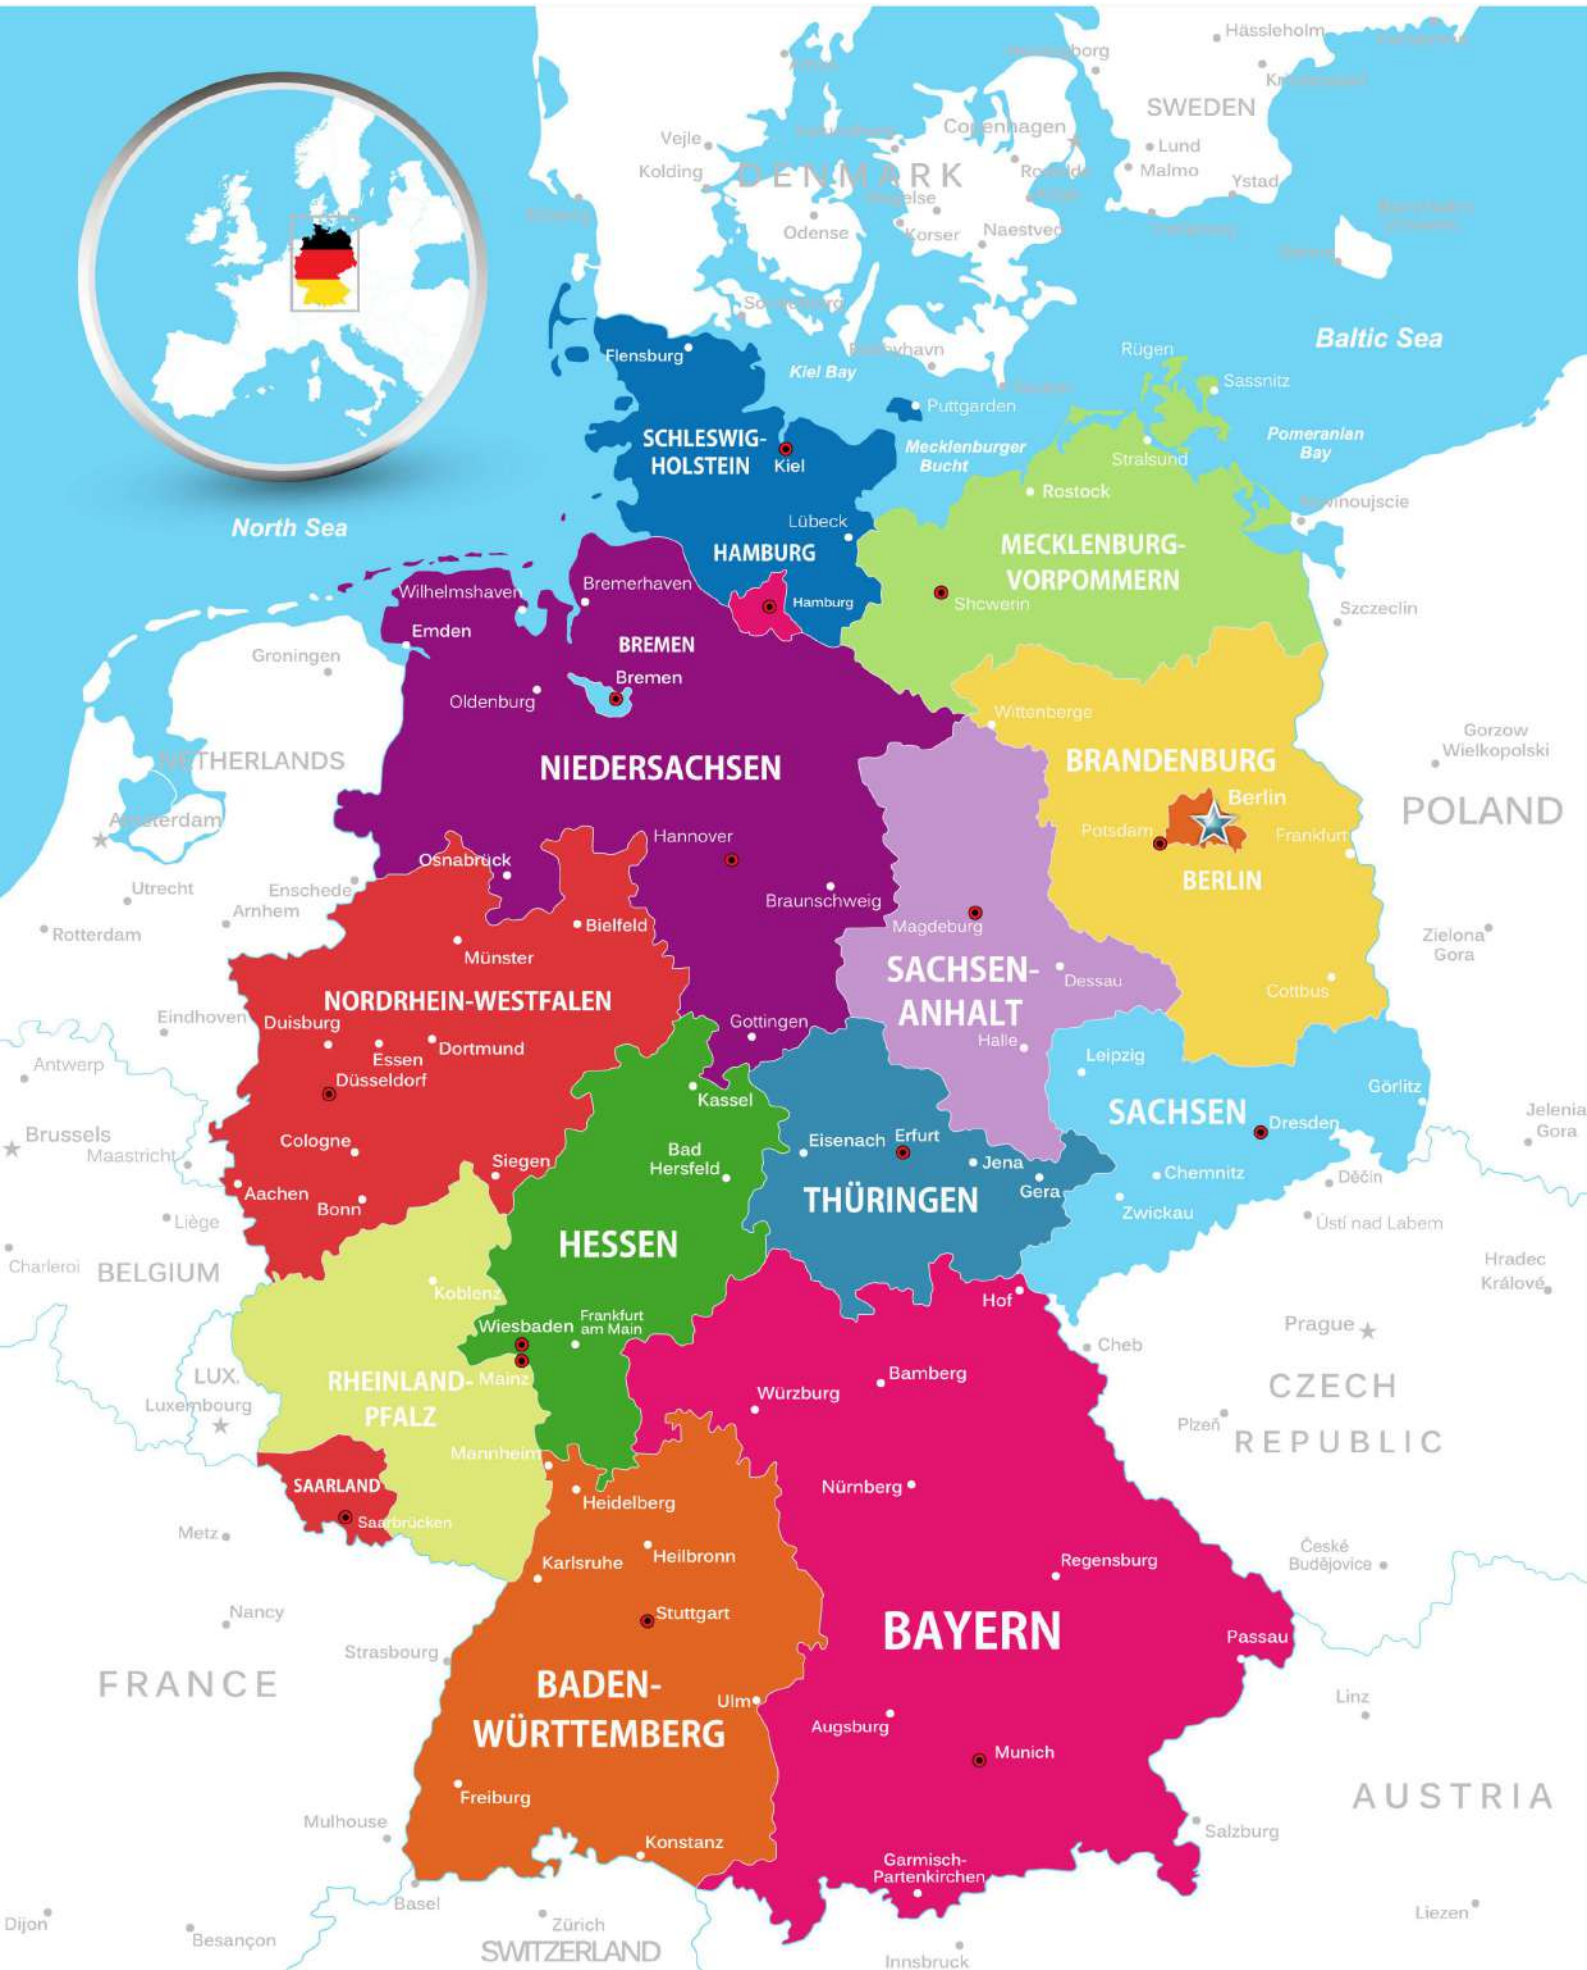 Hässleholm
SWEDEN
Copenhagen
Lund
Vejle
Malmo
Kolding
DENMARK
Ystad
Odense
Korser
Naestved
Baltic Sea
Rügen
Flensburg
Kiel Bay
Sassnitz
Puttgarden
SCHLESWIG-
HOLSTEIN
Kiel
Mecklenburger
Bucht
Pomeranian
Bay
Stralsund
Rostock
North Sea
Lübeck
HAMBURG
MECKLENBURG-
VORPOMMERN
Bremerhaven
Wilhelmshaven
Hamburg
Shcwerin
Szczeclin
Emden
BREMEN
Groningen
Bremen
Oldenburg
Wittenberge
Gorzow
Wielkopolski
NETHERLANDS
NIEDERSACHSEN
BRANDENBURG
Berlin
POLAND
Amsterdam
Potsdam
Frankfurt
Hannover
Osnabrück
BERLIN
Utrecht
Enschede
Braunschweig
Arnhem
Magdeburg
Bielfeld
Rotterdam
Zielona
Gora
Münster
SACHSEN-
ANHALT
Dessau
Cottbus
NORDRHEIN-WESTFALEN
Eindhoven
Duisburg
Gottingen
Halle
Essen
Dortmund
Leipzig
Antwerp
Düsseldorf
Görlitz
Kassel
SACHSEN
Dresden
Jelenia
Gora
Brussels
Cologne
Eisenach
Erfurt
Maastricht
Bad
Hersfeld
Siegen
Jena
Chemnitz
Děčín
Aachen
Bonn
THÜRINGEN
Gera
Zwickau
Liège
Ústí nad Labem
HESSEN
Charleroi
BELGIUM
Hradec
Králové
Koblenz
Hof
Wiesbaden
Frankfurt
am Main
Prague
Cheb
LUX.
RHEINLAND-
PFALZ
Mainz
Bamberg
CZECH
REPUBLIC
Luxembourg
Würzburg
Plzeň
Mannheim
SAARLAND
Nürnberg
Heidelberg
Saarbrücken
Metz
Karlsruhe
Heilbronn
Regensburg
České
Budějovice
Nancy
Stuttgart
BAYERN
Passau
Strasbourg
FRANCE
BADEN-
WÜRTTEMBERG
Ulm
Linz
Augsburg
Munich
Freiburg
AUSTRIA
Mulhouse
Konstanz
Salzburg
Garmisch-
Partenkirchen
Basel
Dijon
Zürich
Liezen
Besançon
SWITZERLAND
Innsbruck